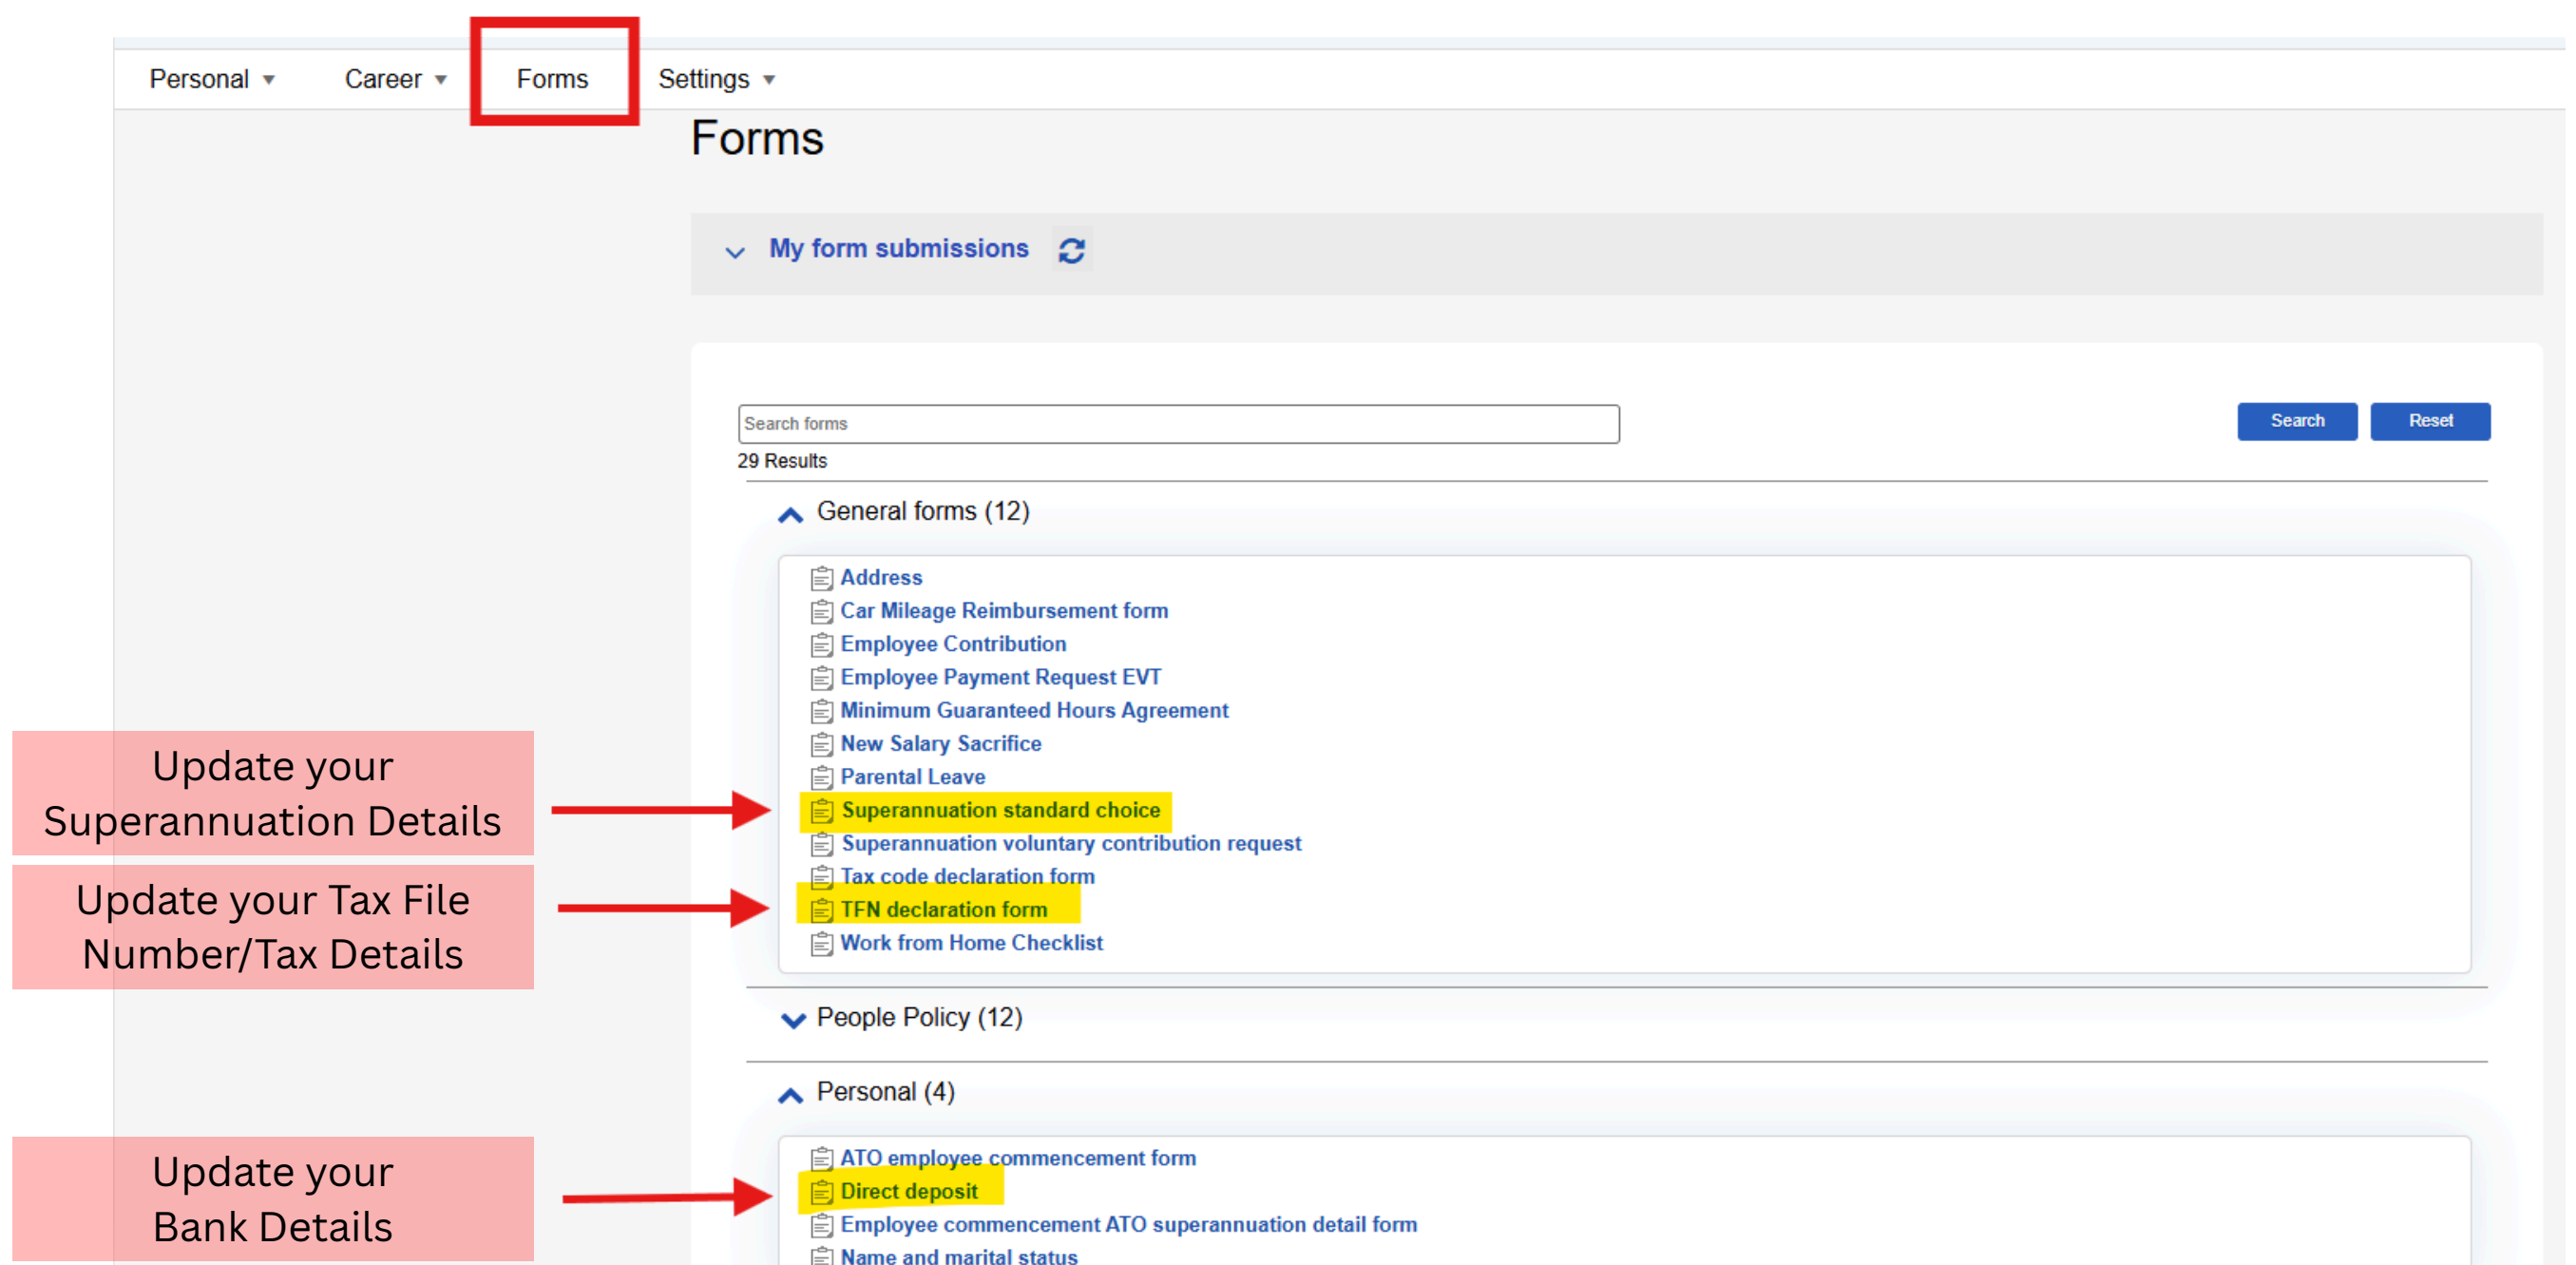 Personal Career Forms Settings
Forms
My form submissions
Search forms
Search Reset
29 Results
General forms (12)
Address
Car Mileage Reimbursement form
Employee Contribution
Employee Payment Request EVT
Minimum Guaranteed Hours Agreement
New Salary Sacrifice
Parental Leave
Update your
Superannuation Details
Superannuation standard choice
Superannuation voluntary contribution request
Tax code declaration form
Update your Tax File
Number/Tax Details
TFN declaration form
Work from Home Checklist
People Policy (12)
Personal (4)
ATO employee commencement form
Update your
Bank Details
Direct deposit
Employee commencement ATO superannuation detail form
Name and marital status